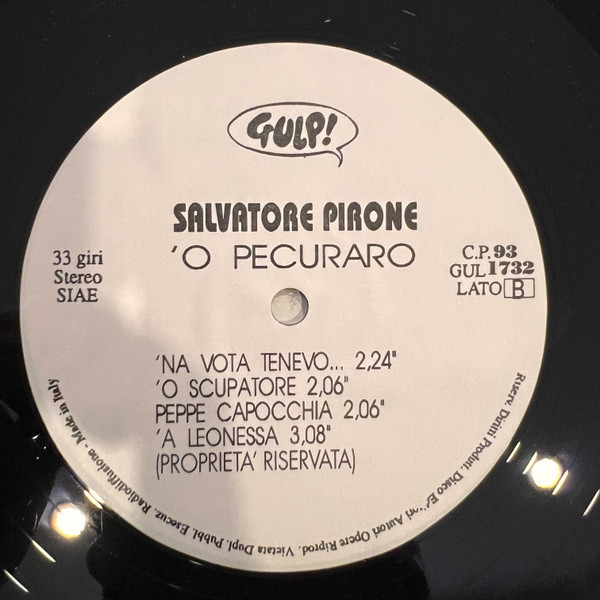 GULP!
SALVATORE PIRONE
'O PECURARO
33 giri
Stereo
SIAE
C.P. 93
GUL 1732
LATO B
'NA VOTA TENEVO... 2,24"
'O SCUPATORE 2,06"
PEPPE CAPOCCHIA 2,06"
'A LEONESSA 3,08"
(PROPRIETA' RISERVATA)
Riserv. Diritti Produtt. Disco Autori Opere Riprod. Vietata Dupl. Pubbl. Esecuz. Radiodiffusione - Made in Italy